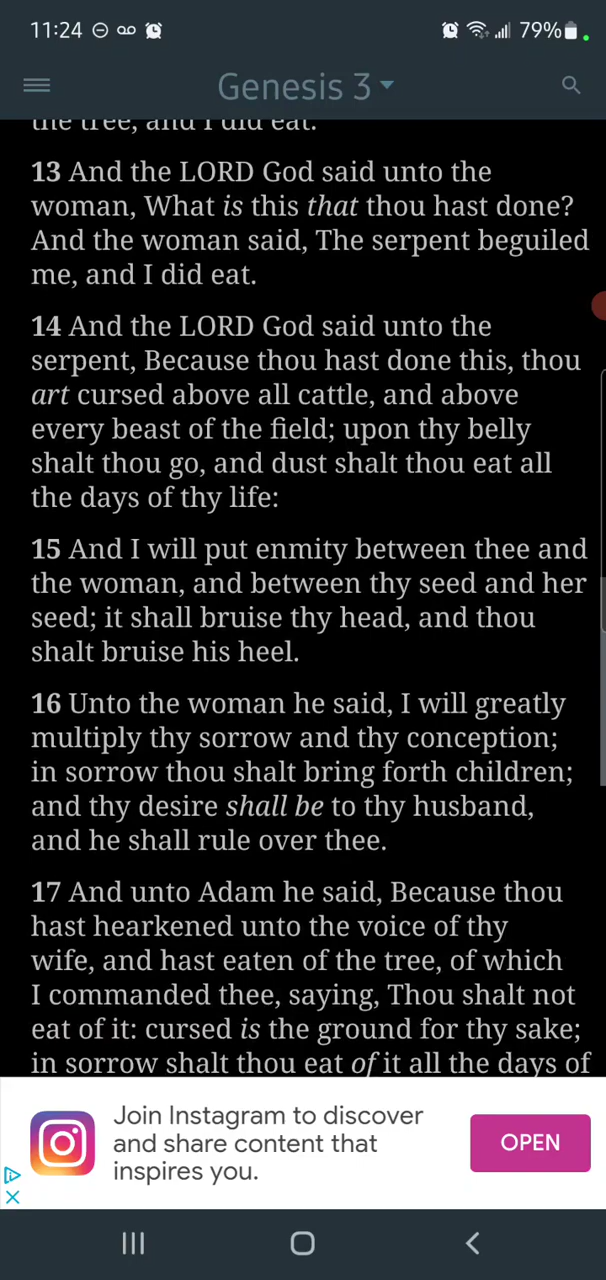 11:24
79%
Genesis 3
the tree, and I did eat.
13 And the LORD God said unto the
woman, What is this that thou hast done?
And the woman said, The serpent beguiled
me, and I did eat.
14 And the LORD God said unto the
serpent, Because thou hast done this, thou
art cursed above all cattle, and above
every beast of the field; upon thy belly
shalt thou go, and dust shalt thou eat all
the days of thy life:
15 And I will put enmity between thee and
the woman, and between thy seed and her
seed; it shall bruise thy head, and thou
shalt bruise his heel.
16 Unto the woman he said, I will greatly
multiply thy sorrow and thy conception;
in sorrow thou shalt bring forth children;
and thy desire shall be to thy husband,
and he shall rule over thee.
17 And unto Adam he said, Because thou
hast hearkened unto the voice of thy
wife, and hast eaten of the tree, of which
I commanded thee, saying, Thou shalt not
eat of it: cursed is the ground for thy sake;
in sorrow shalt thou eat of it all the days of
Join Instagram to discover
and share content that
inspires you.
OPEN